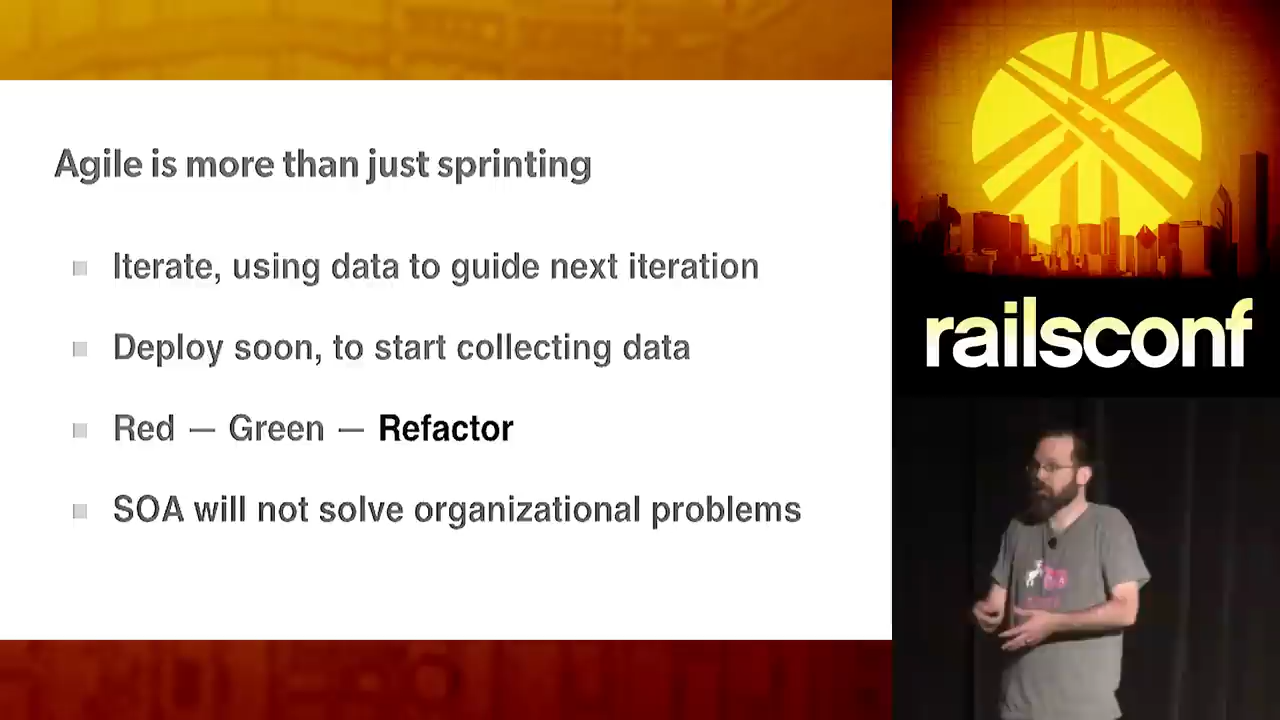 Agile is more than just sprinting
Iterate, using data to guide next iteration
Deploy soon, to start collecting data
Red — Green — Refactor
SOA will not solve organizational problems
railsconf